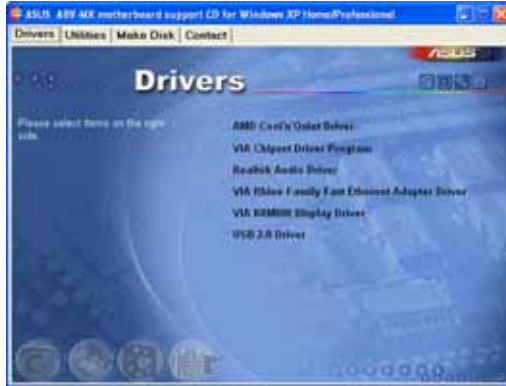 ASUS A8V-MX motherboard support CD for Windows XP Home/Professional
Drivers Utilities Make Disk Contact
ASUS
Drivers
Please select items on the right
side.
AMD Cool'n'Quiet Driver
VIA Chipset Driver Program
Realtek Audio Driver
VIA Rhine Family Fast Ethernet Adapter Driver
VIA K8M800 Display Driver
USB 2.0 Driver